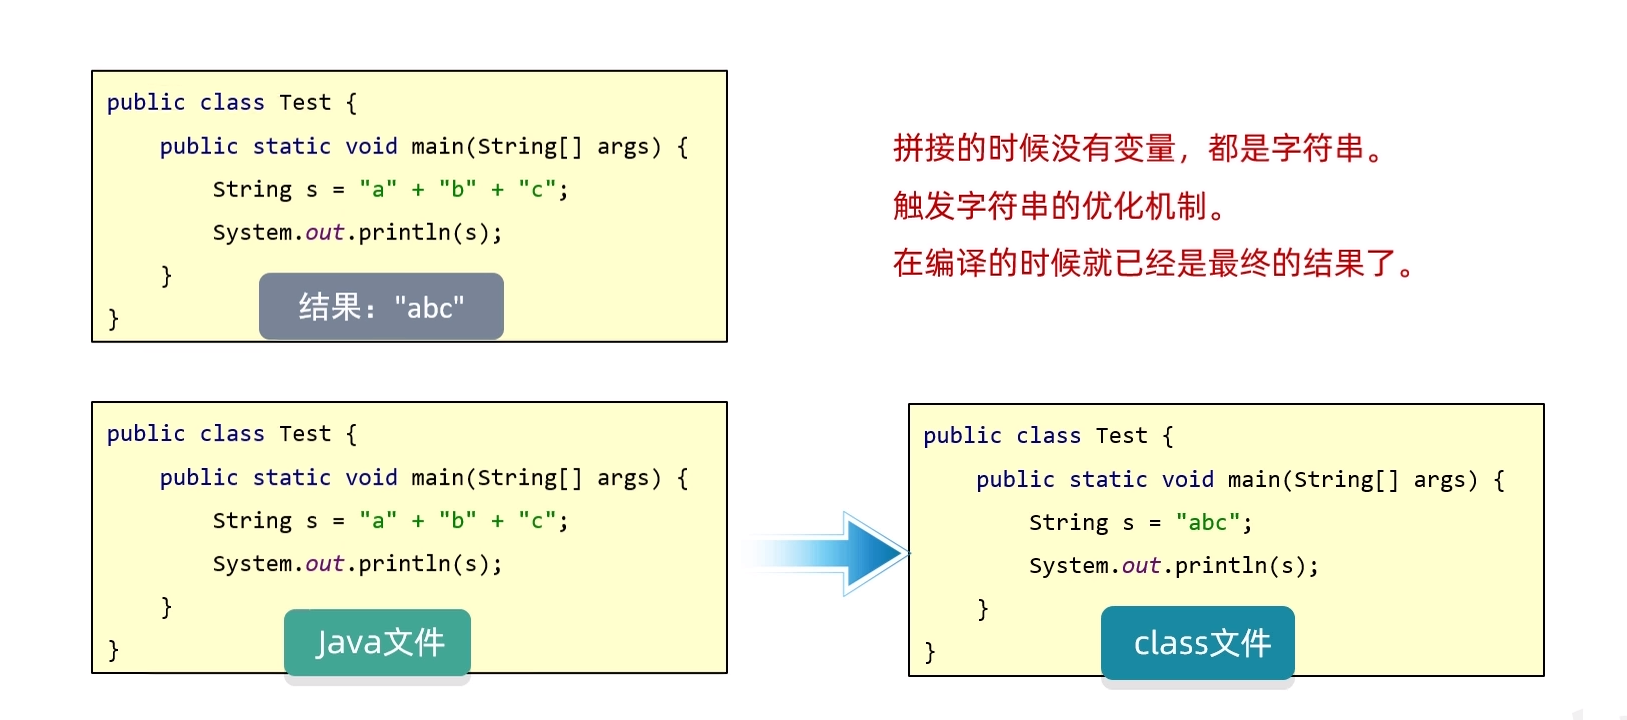 public class Test {
    public static void main(String[] args) {
        String s = "a" + "b" + "c";
        System.out.println(s);
    }
}
结果："abc"
拼接的时候没有变量，都是字符串。
触发字符串的优化机制。
在编译的时候就已经是最终的结果了。
public class Test {
    public static void main(String[] args) {
        String s = "a" + "b" + "c";
        System.out.println(s);
    }
}
Java文件
public class Test {
    public static void main(String[] args) {
        String s = "abc";
        System.out.println(s);
    }
}
class文件